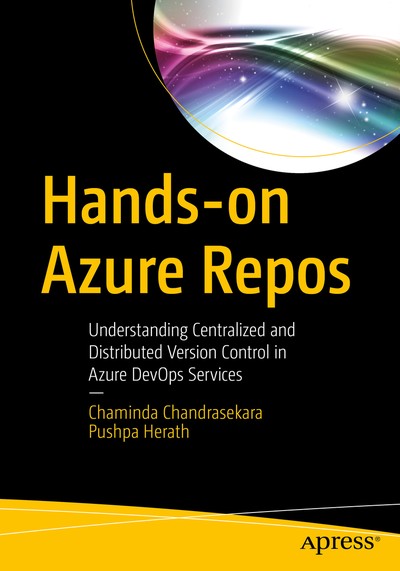 Hands-on
Azure Repos
Understanding Centralized and
Distributed Version Control in
Azure DevOps Services
—
Chaminda Chandrasekara
Pushpa Herath
Apress®